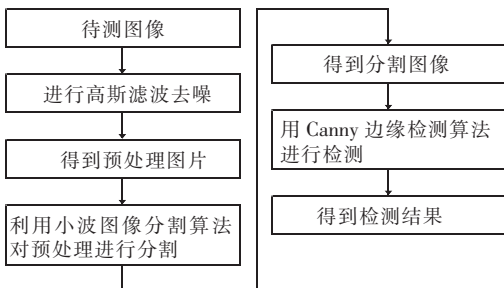 待测图像
进行高斯滤波去噪
得到预处理图片
利用小波图像分割算法
对预处理进行分割
得到分割图像
用 Canny 边缘检测算法
进行检测
得到检测结果